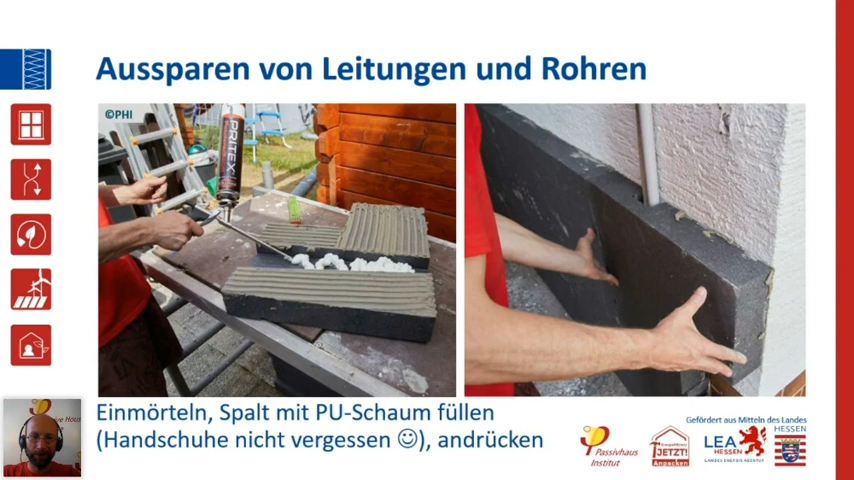 Aussparen von Leitungen und Rohren
©PHI
PRITEX
Einmörteln, Spalt mit PU-Schaum füllen
(Handschuhe nicht vergessen ☺), andrücken
Gefördert aus Mitteln des Landes
HESSEN
Passivhaus
Institut
JETZT!
Anpacken
LEA
HESSEN
LANDES ENERGIE AGENTUR
HESSEN